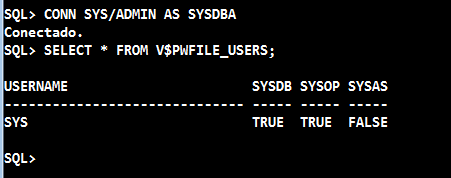 SQL> CONN SYS/ADMIN AS SYSDBA
Conectado.
SQL> SELECT * FROM V$PWFILE_USERS;
USERNAME                       SYSDB SYSOP SYSAS
------------------------------ ----- ----- -----
SYS                            TRUE  TRUE  FALSE
SQL>